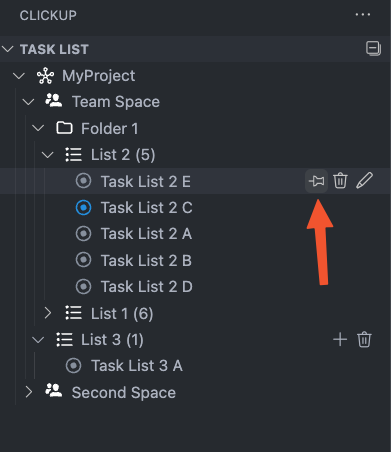 CLICKUP
TASK LIST
MyProject
Team Space
Folder 1
List 2 (5)
Task List 2 E
Task List 2 C
Task List 2 A
Task List 2 B
Task List 2 D
List 1 (6)
List 3 (1)
Task List 3 A
Second Space